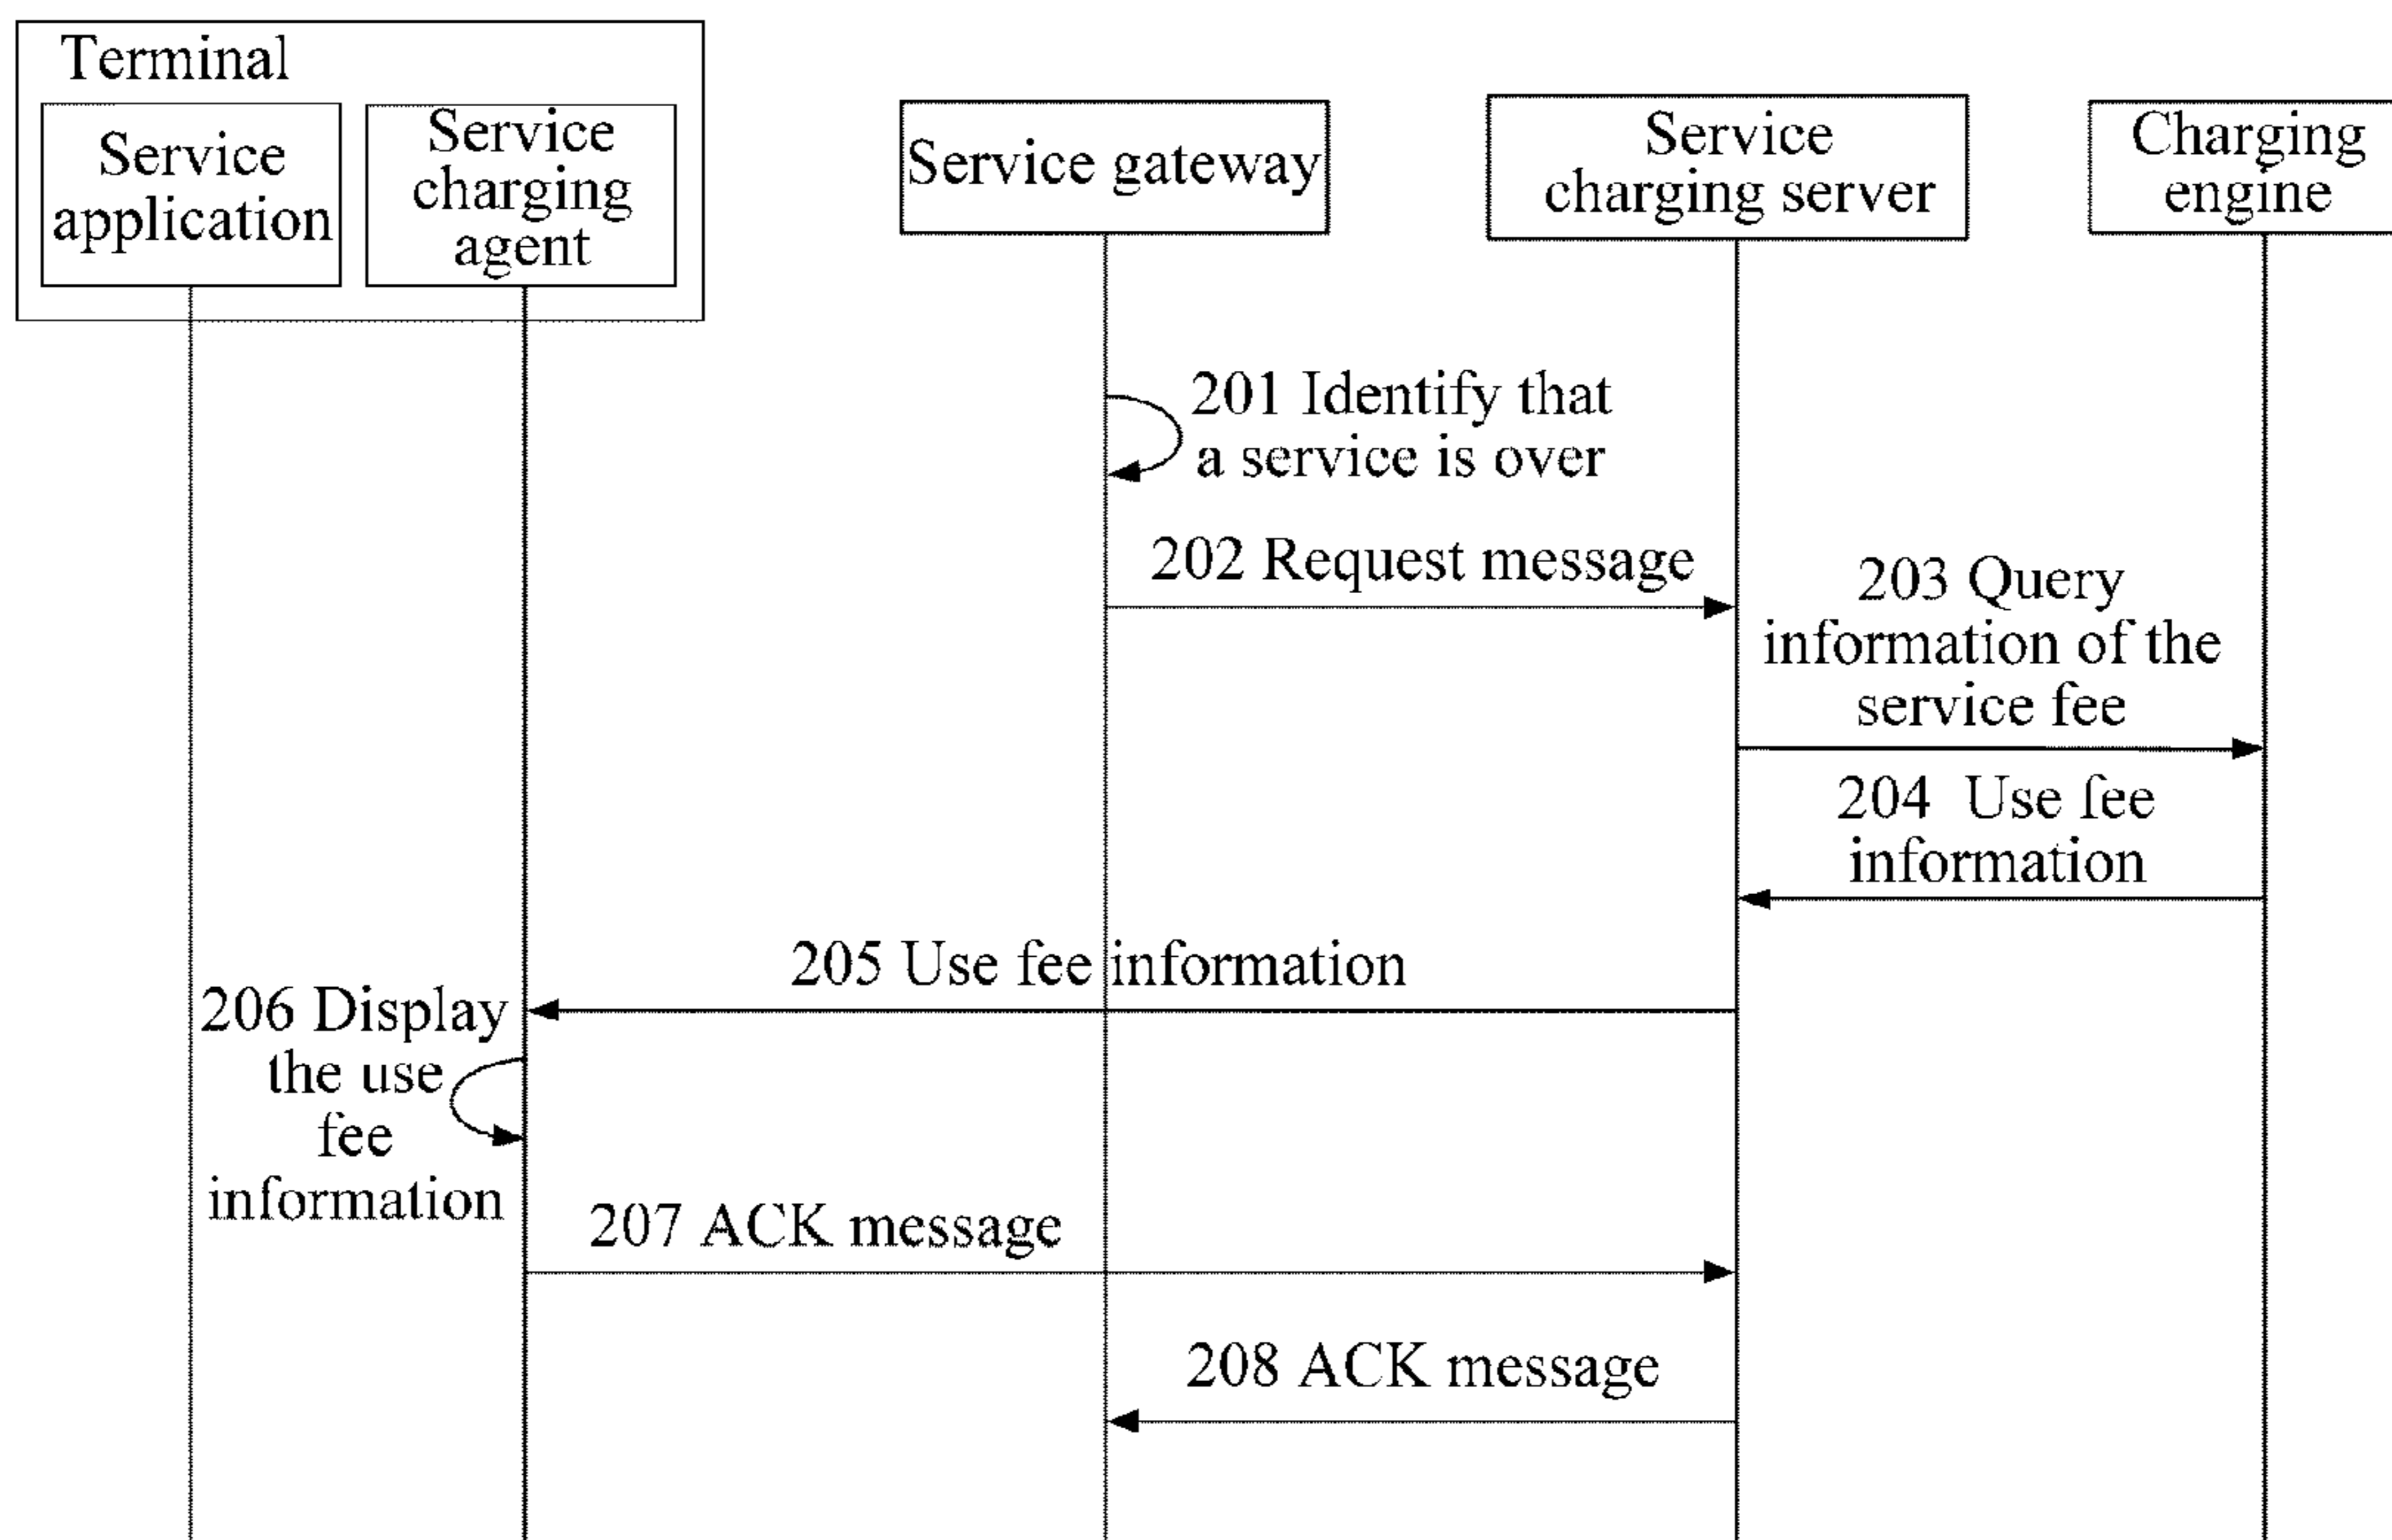 Terminal
Service
application
Service
charging
agent
Service gateway
Service
charging server
Charging
engine
201 Identify that
a service is over
202 Request message
203 Query
information of the
service fee
204 Use fee
information
205 Use fee information
206 Display
the use
fee
information
207 ACK message
208 ACK message